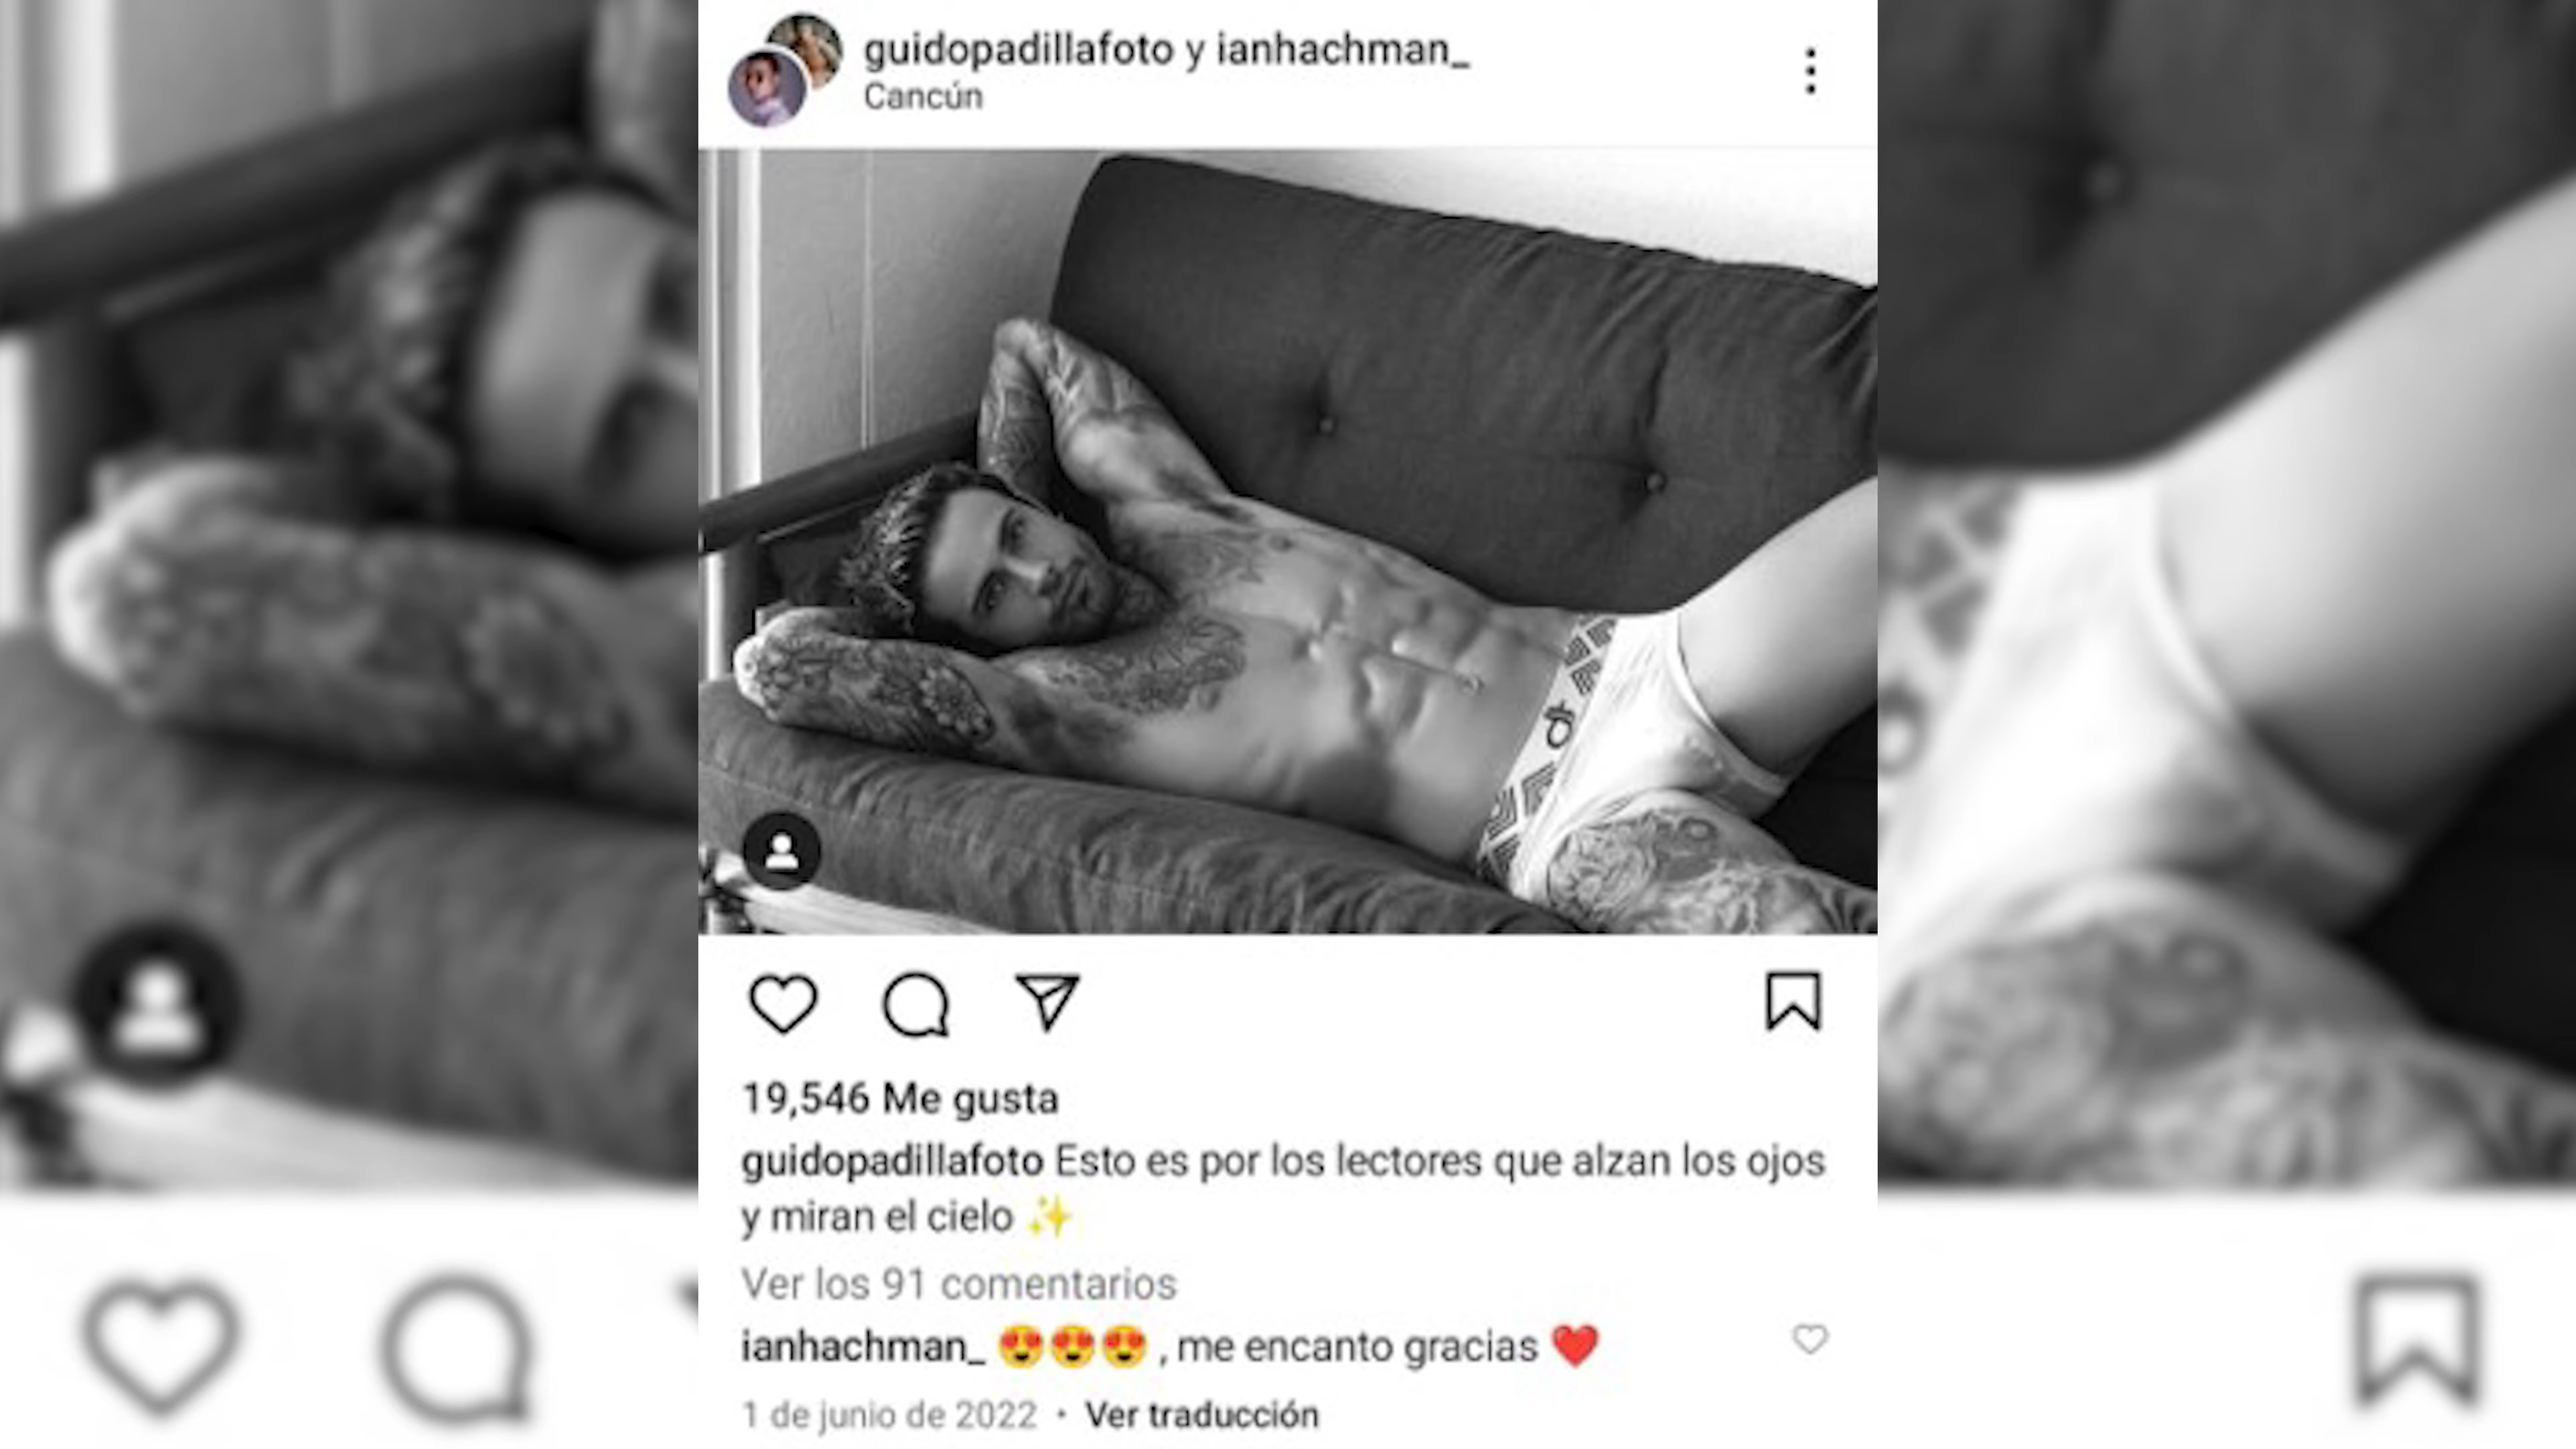 guidopadillafoto y ianhachman_
Cancún
19,546 Me gusta
guidopadillafoto Esto es por los lectores que alzan los ojos
y miran el cielo ✨
Ver los 91 comentarios
ianhachman_ 😍😍😍 , me encanto gracias ❤️
1 de junio de 2022 · Ver traducción